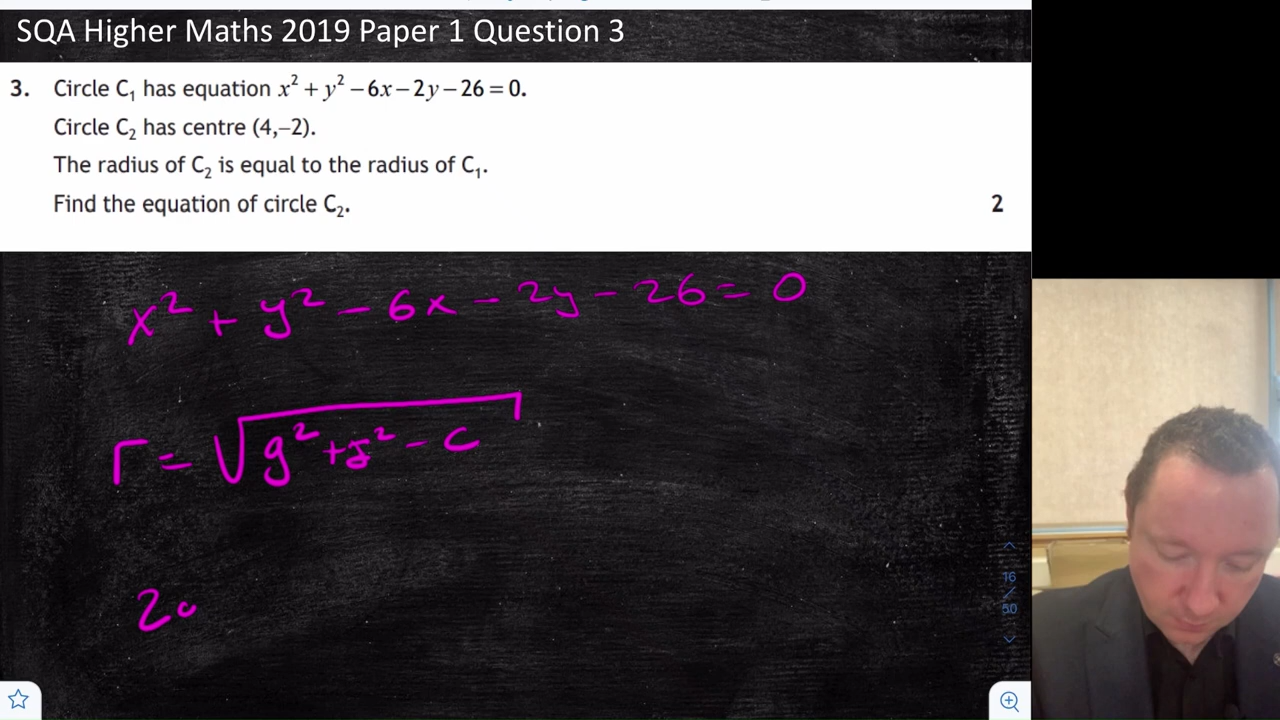 SQA Higher Maths 2019 Paper 1 Question 3
3. Circle C₁ has equation x² + y² − 6x − 2y − 26 = 0.
Circle C₂ has centre (4,−2).
The radius of C₂ is equal to the radius of C₁.
Find the equation of circle C₂. 2
x² + y² − 6x − 2y − 26 = 0
r = √(g² + f² − c)
16
/
50